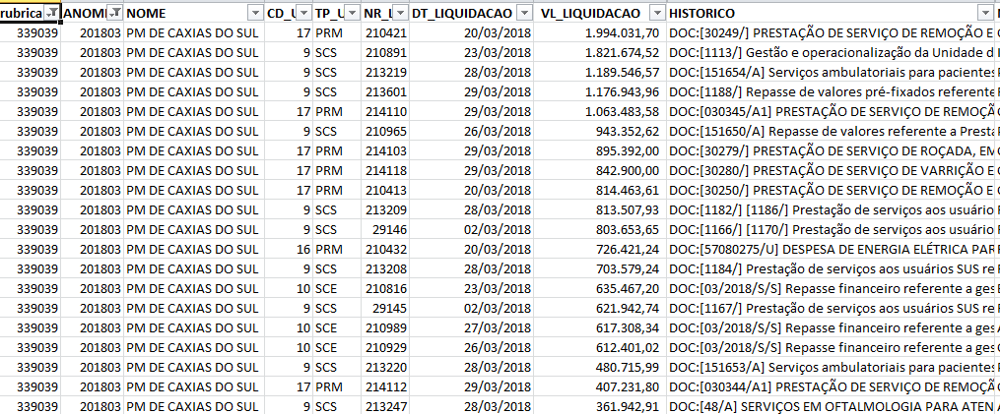 rubrica ANOM NOME CD_U TP_U NR_L DT_LIQUIDACAO VL_LIQUIDACAO HISTORICO
339039 201803 PM DE CAXIAS DO SUL 17 PRM 210421 20/03/2018 1.994.031,70 DOC:[30249/] PRESTAÇÃO DE SERVIÇO DE REMOÇÃO E
339039 201803 PM DE CAXIAS DO SUL 9 SCS 210891 23/03/2018 1.821.674,52 DOC:[1113/] Gestão e operacionalização da Unidade d
339039 201803 PM DE CAXIAS DO SUL 9 SCS 213219 28/03/2018 1.189.546,57 DOC:[151654/A] Serviços ambulatoriais para pacientes
339039 201803 PM DE CAXIAS DO SUL 9 SCS 213601 29/03/2018 1.176.943,96 DOC:[1188/] Repasse de valores pré-fixados referente
339039 201803 PM DE CAXIAS DO SUL 17 PRM 214110 29/03/2018 1.063.483,58 DOC:[030345/A1] PRESTAÇÃO DE SERVIÇO DE REMOÇÃ
339039 201803 PM DE CAXIAS DO SUL 9 SCS 210965 26/03/2018 943.352,62 DOC:[151650/A] Repasse de valores referente a Presta
339039 201803 PM DE CAXIAS DO SUL 17 PRM 214103 29/03/2018 895.392,00 DOC:[30279/] PRESTAÇÃO DE SERVIÇO DE ROÇADA, EM
339039 201803 PM DE CAXIAS DO SUL 17 PRM 214118 29/03/2018 842.900,00 DOC:[30280/] PRESTAÇÃO DE SERVIÇO DE VARRIÇÃO E
339039 201803 PM DE CAXIAS DO SUL 17 PRM 210413 20/03/2018 814.463,61 DOC:[30250/] PRESTAÇÃO DE SERVIÇO DE REMOÇÃO E
339039 201803 PM DE CAXIAS DO SUL 9 SCS 213209 28/03/2018 813.507,93 DOC:[1182/] [1186/] Prestação de serviços aos usuário
339039 201803 PM DE CAXIAS DO SUL 9 SCS 29146 02/03/2018 803.653,65 DOC:[1166/] [1170/] Prestação de serviços aos usuário
339039 201803 PM DE CAXIAS DO SUL 16 PRM 210432 20/03/2018 726.421,24 DOC:[57080275/U] DESPESA DE ENERGIA ELÉTRICA PAR
339039 201803 PM DE CAXIAS DO SUL 9 SCS 213208 28/03/2018 703.579,24 DOC:[1184/] Prestação de serviços aos usuários SUS re
339039 201803 PM DE CAXIAS DO SUL 10 SCE 210816 23/03/2018 635.467,20 DOC:[03/2018/S/S] Repasse financeiro referente a ges
339039 201803 PM DE CAXIAS DO SUL 9 SCS 29145 02/03/2018 621.942,74 DOC:[1167/] Prestação de serviços aos usuários SUS re
339039 201803 PM DE CAXIAS DO SUL 10 SCE 210989 27/03/2018 617.308,34 DOC:[03/2018/S/S] Repasse financeiro referente a ges
339039 201803 PM DE CAXIAS DO SUL 10 SCE 210929 26/03/2018 612.401,02 DOC:[03/2018/S/S] Repasse financeiro referente a ges
339039 201803 PM DE CAXIAS DO SUL 9 SCS 213220 28/03/2018 480.715,99 DOC:[151653/A] Serviços ambulatoriais para pacientes
339039 201803 PM DE CAXIAS DO SUL 17 PRM 214112 29/03/2018 407.231,80 DOC:[030344/A1] PRESTAÇÃO DE SERVIÇO DE REMOÇÃ
339039 201803 PM DE CAXIAS DO SUL 9 SCS 213247 28/03/2018 361.942,91 DOC:[48/A] SERVIÇOS EM OFTALMOLOGIA PARA ATEN